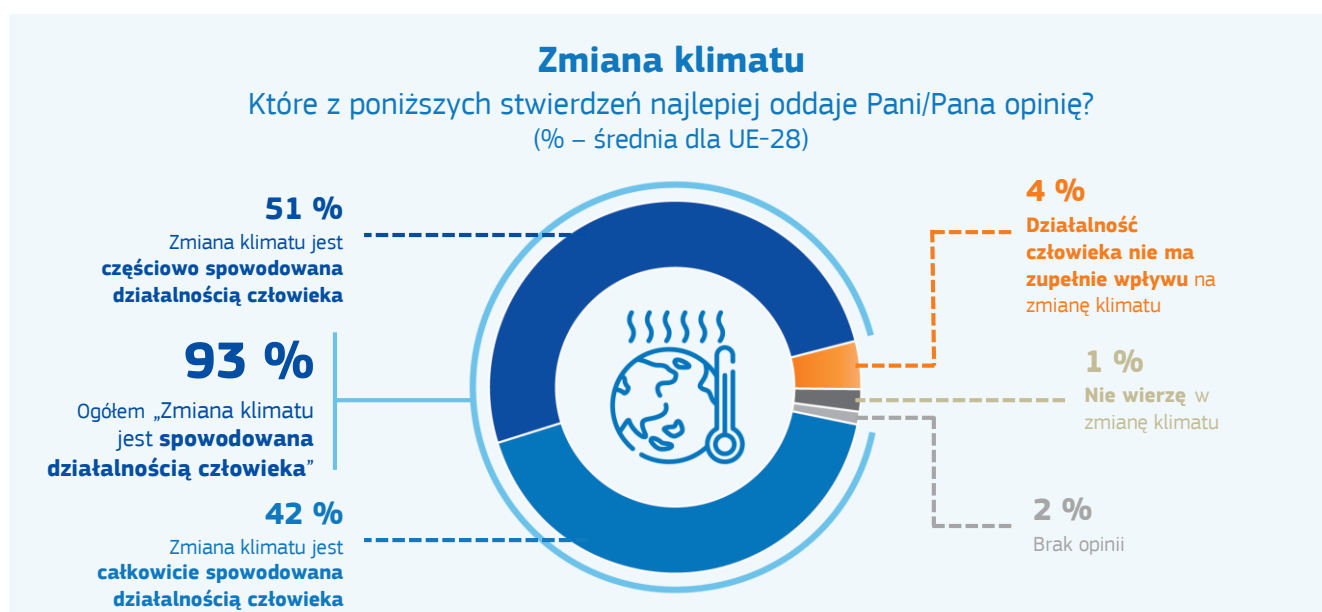 Zmiana klimatu
Które z poniższych stwierdzeń najlepiej oddaje Pani/Pana opinię?
(% – średnia dla UE-28)
51 %
Zmiana klimatu jest
częściowo spowodowana
działalnością człowieka
93 %
Ogółem „Zmiana klimatu
jest spowodowana
działalnością człowieka”
42 %
Zmiana klimatu jest
całkowicie spowodowana
działalnością człowieka
4 %
Działalność
człowieka nie ma
zupełnie wpływu na
zmianę klimatu
1 %
Nie wierzę w
zmianę klimatu
2 %
Brak opinii